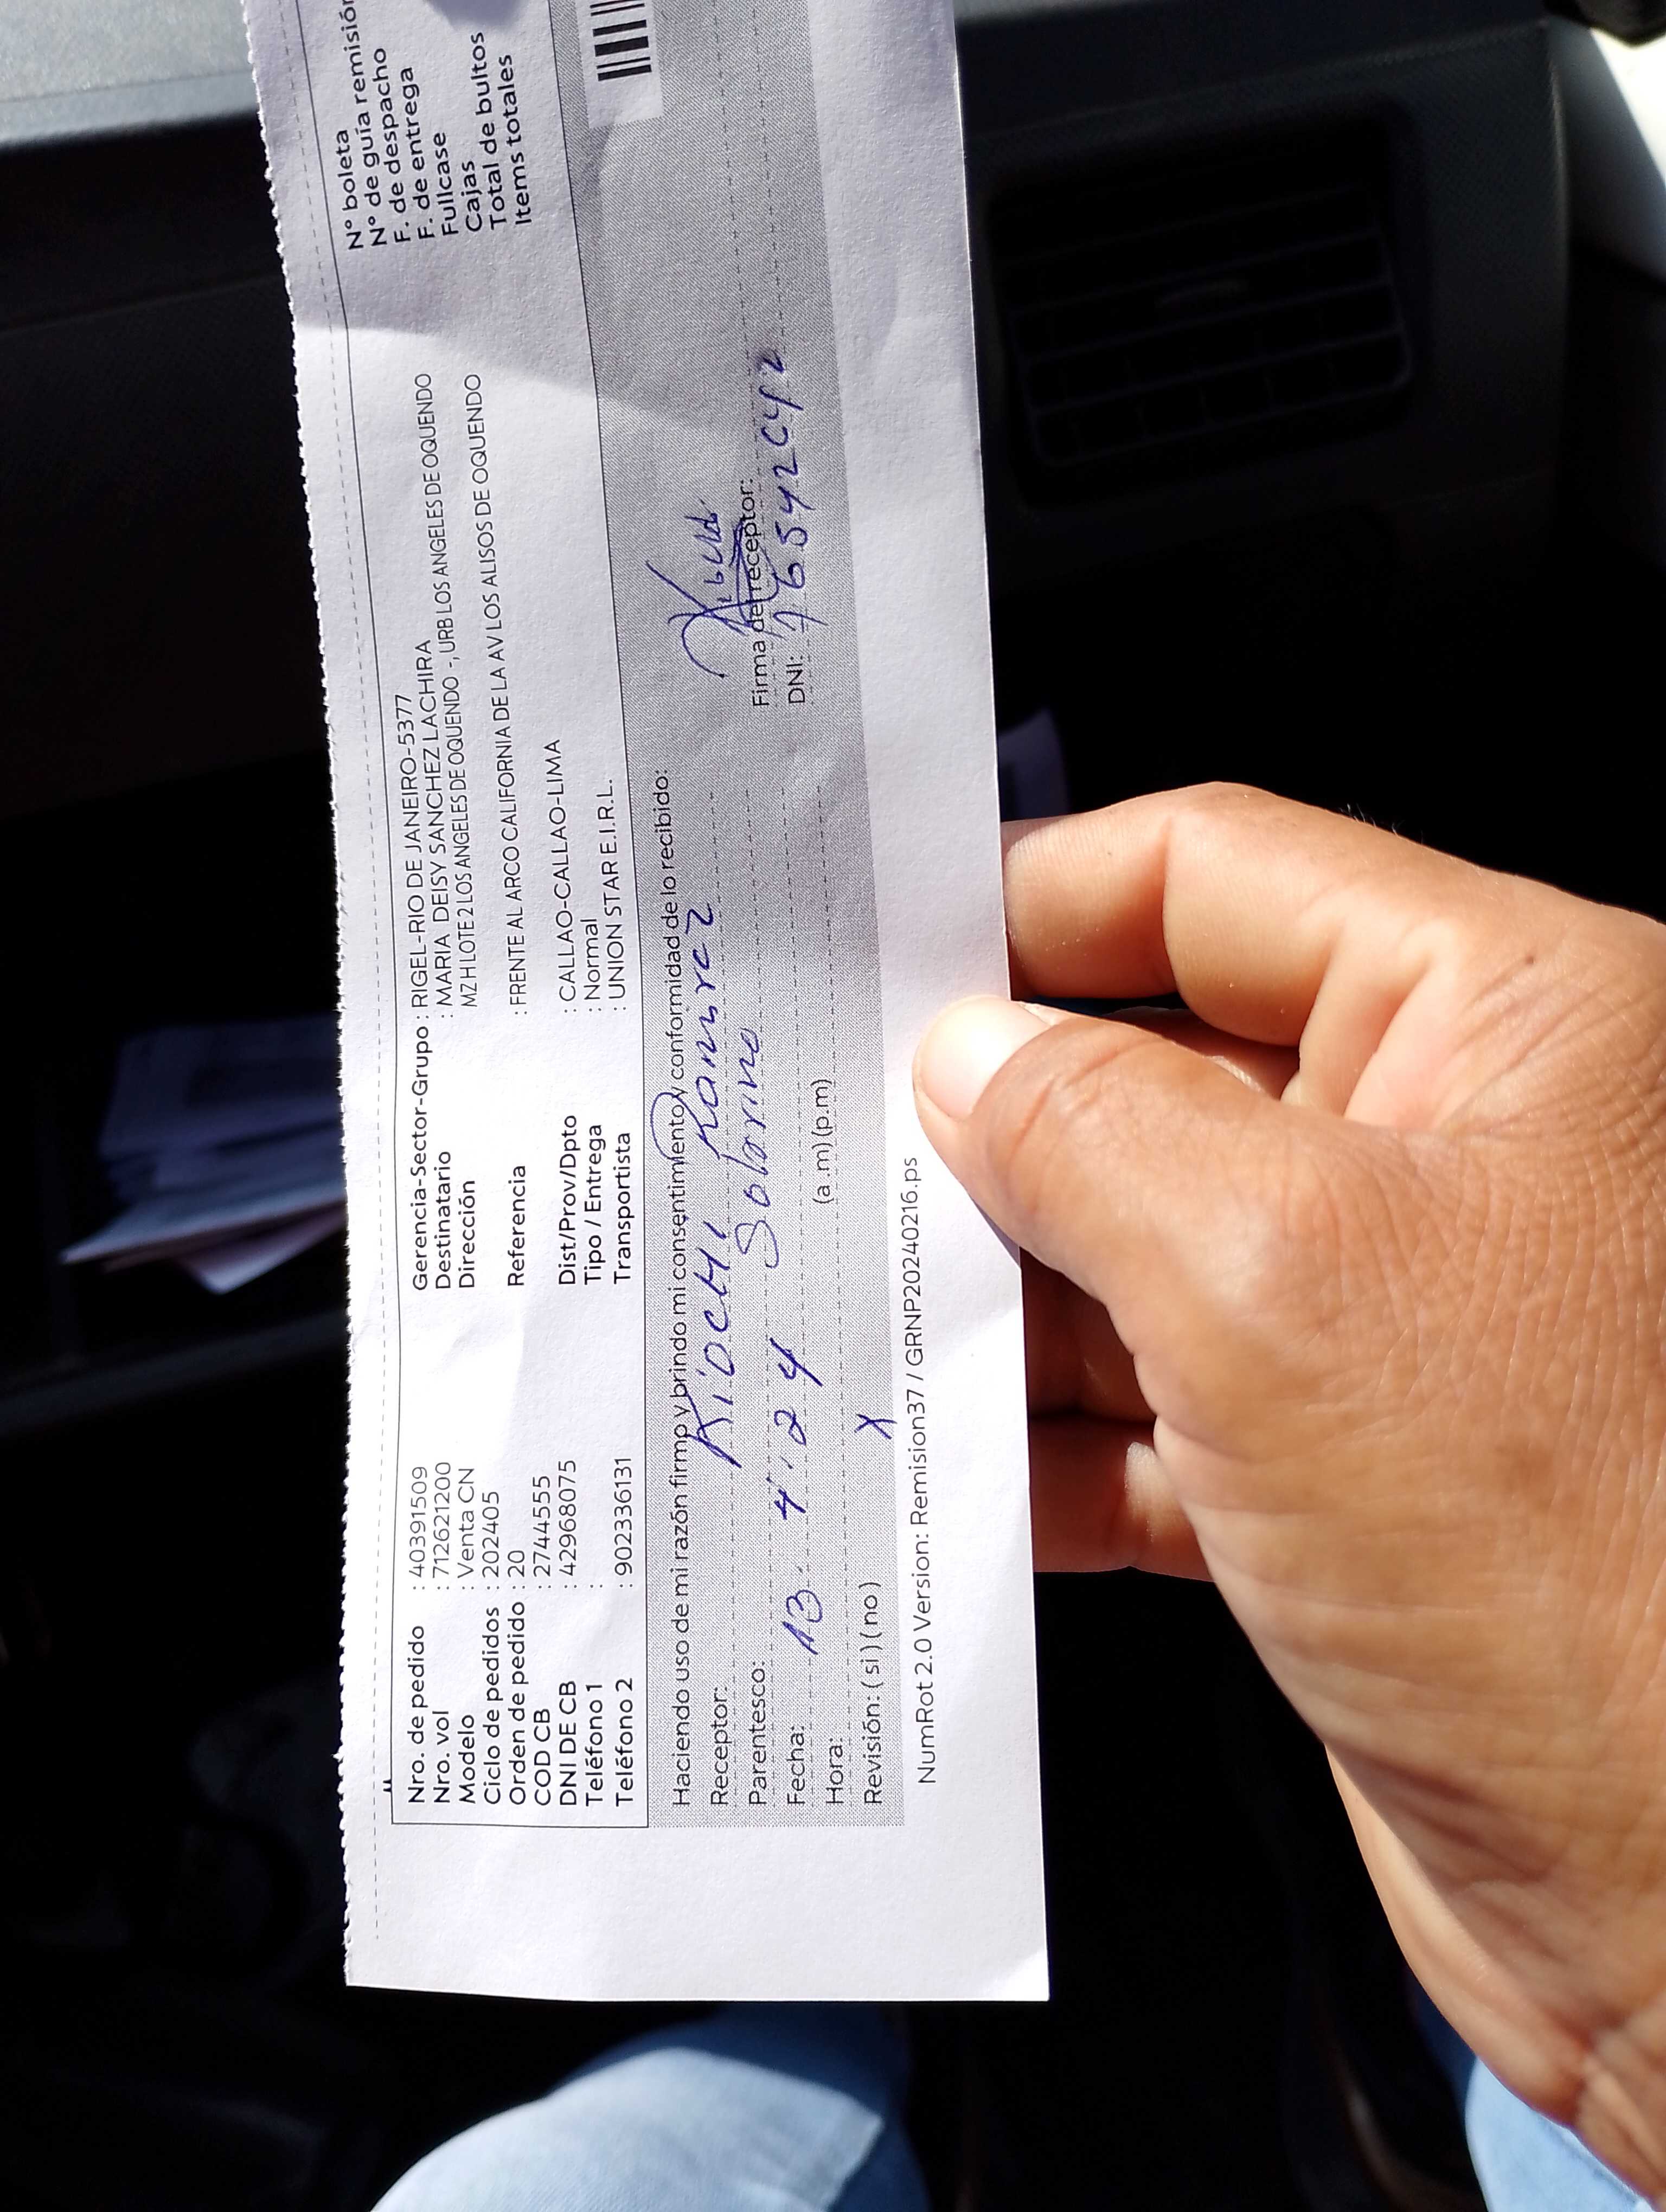 Nro. de pedido : 40391509 Gerencia-Sector-Grupo : RIGEL-RIO DE JANEIRO-5377 N° boleta
Nro. vol : 712621200 Destinatario : MARIA DEISY SANCHEZ LACHIRA N° de guía remisión
Modelo : Venta CN Dirección MZ H LOTE 2 LOS ANGELES DE OQUENDO -, URB LOS ANGELES DE OQUENDO F. de despacho
Ciclo de pedidos : 202405 F. de entrega
Orden de pedido : 20 Referencia : FRENTE AL ARCO CALIFORNIA DE LA AV LOS ALISOS DE OQUENDO Fullcase
COD CB : 2744555 Cajas
DNI DE CB : 42968075 Dist/Prov/Dpto : CALLAO-CALLAO-LIMA Total de bultos
Teléfono 1 : Tipo / Entrega : Normal Items totales
Teléfono 2 : 902336131 Transportista : UNION STAR E.I.R.L.
Haciendo uso de mi razón firmo y brindo mi consentimiento y conformidad de lo recibido:
Receptor: KiOCHi Ramirez
Parentesco: Firma del receptor:
Fecha: 13. 4. 24 DNI:
Hora: (a.m) (p.m)
Revisión: ( si ) ( no ) X
NumRot 2.0 Version: Remision37 / GRNP20240216.ps